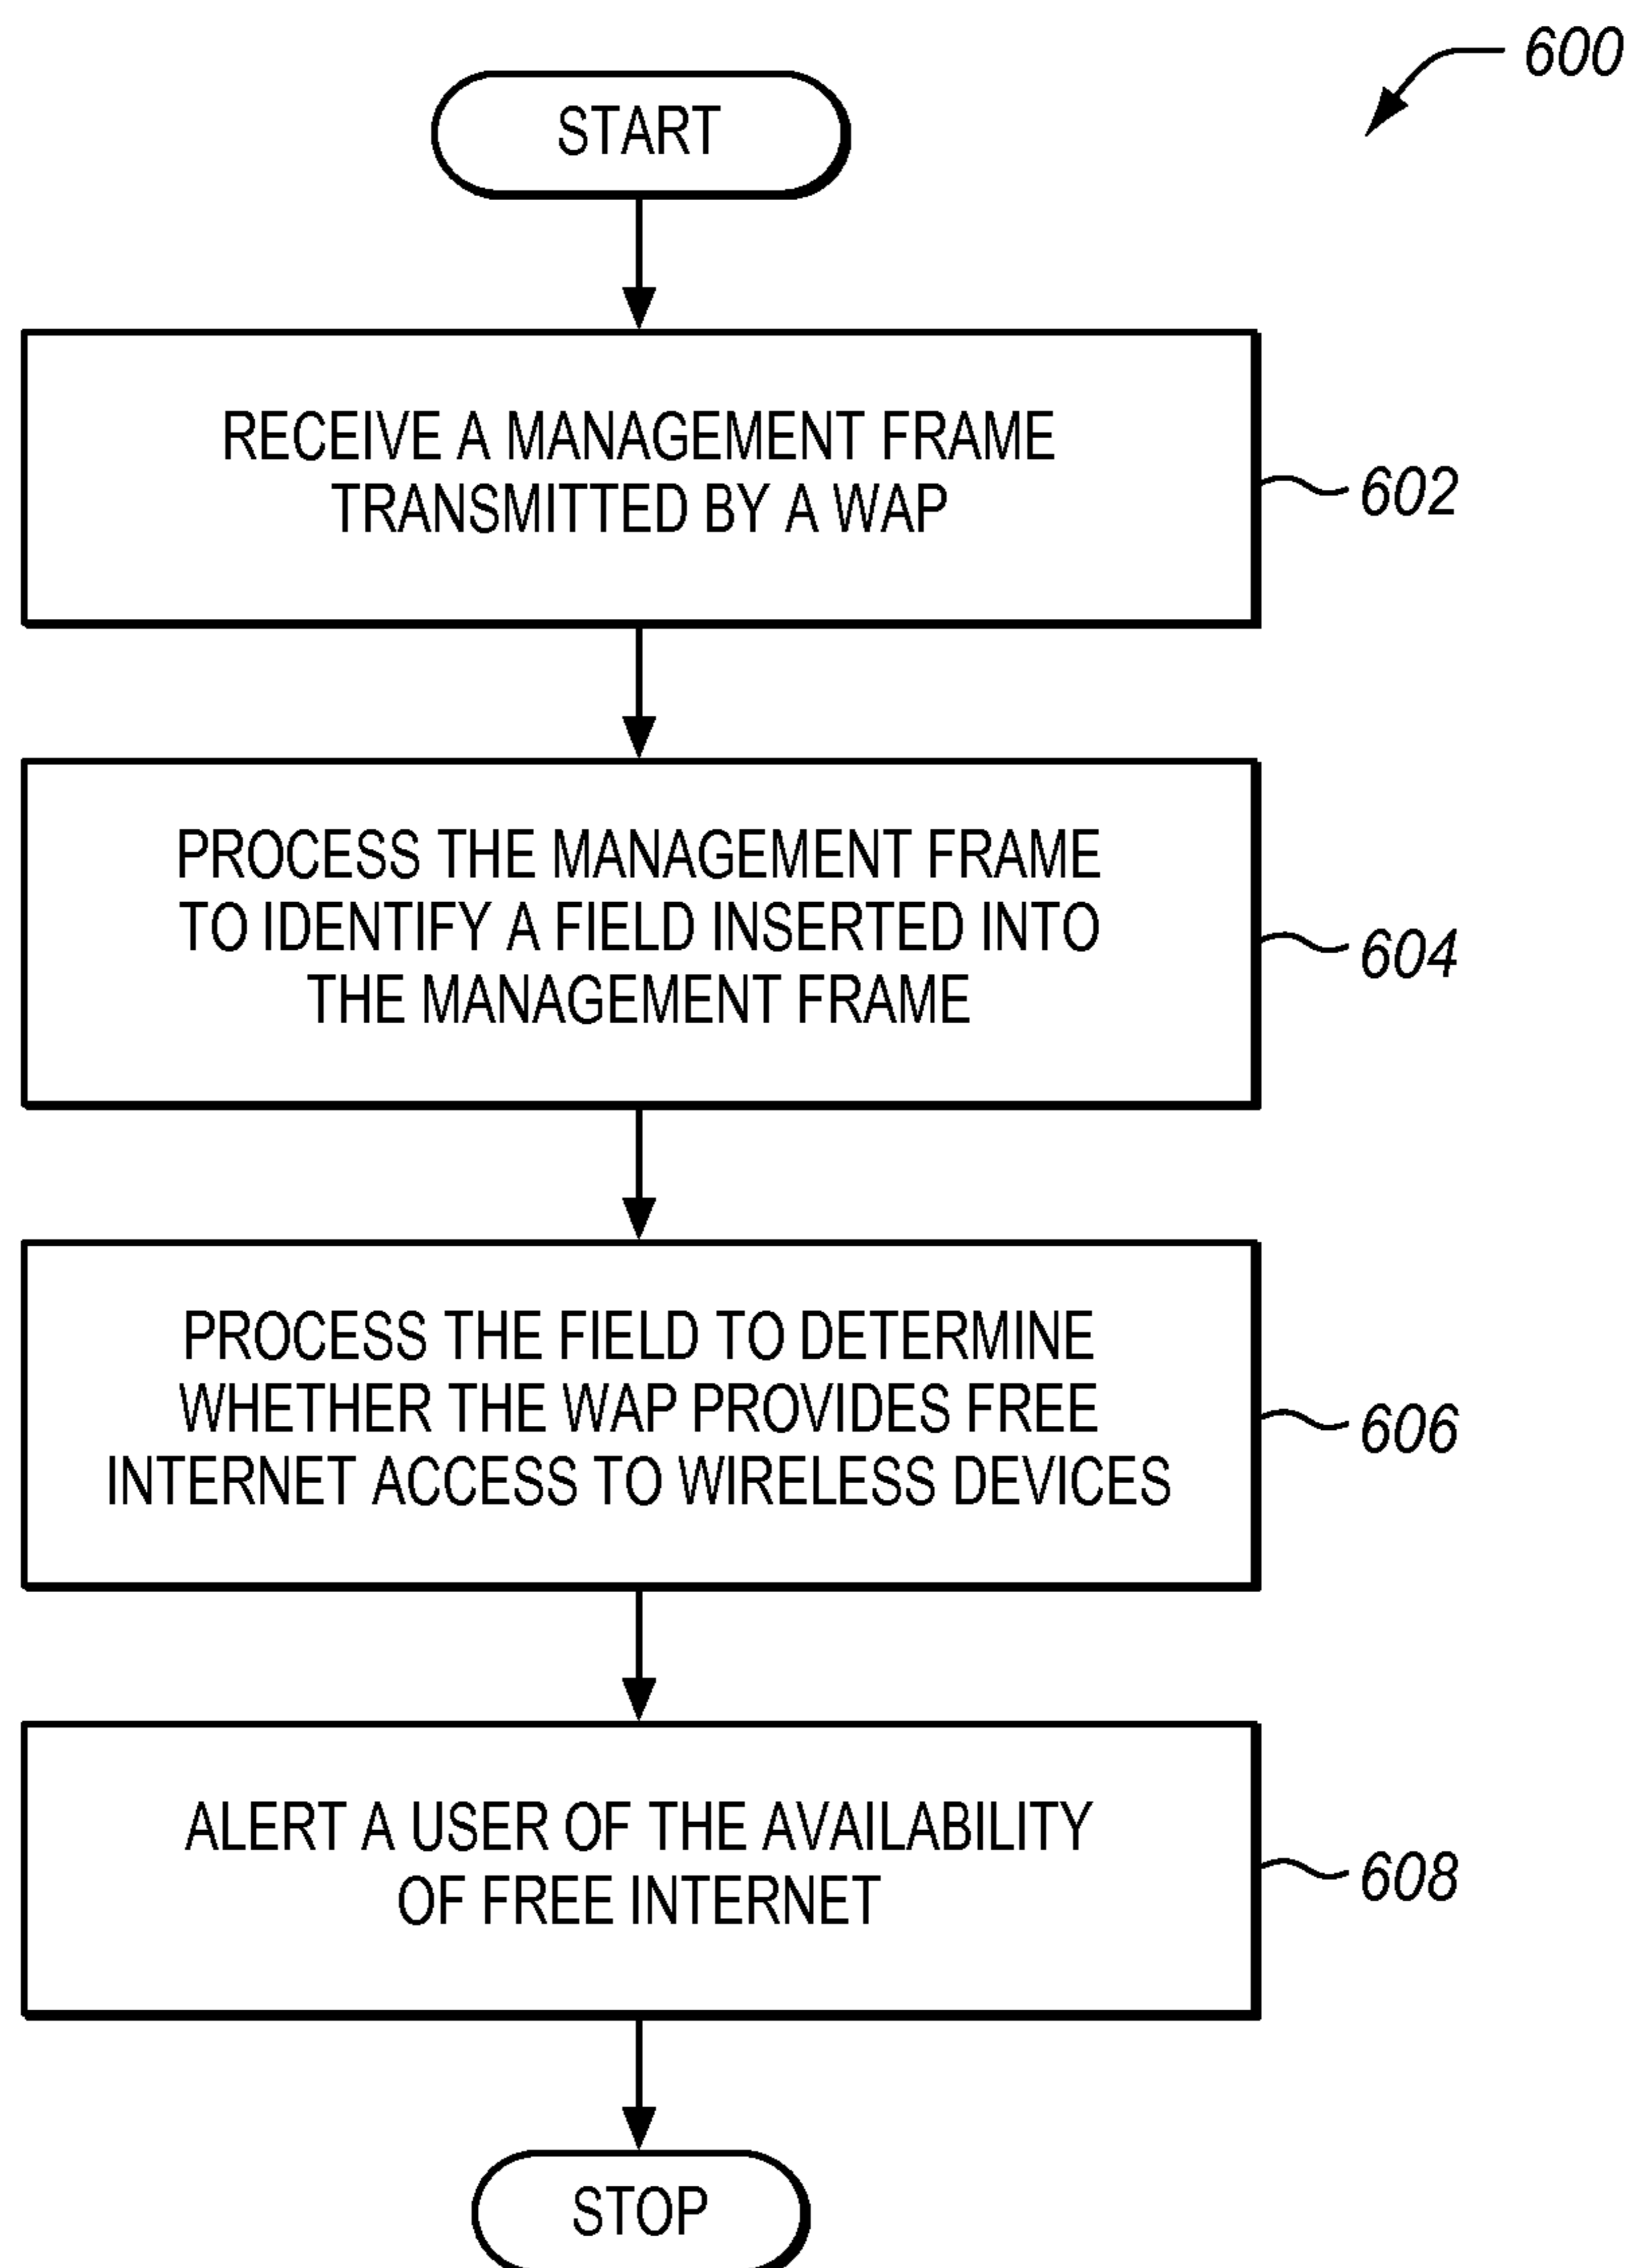 600
START
RECEIVE A MANAGEMENT FRAME
TRANSMITTED BY A WAP
602
PROCESS THE MANAGEMENT FRAME
TO IDENTIFY A FIELD INSERTED INTO
THE MANAGEMENT FRAME
604
PROCESS THE FIELD TO DETERMINE
WHETHER THE WAP PROVIDES FREE
INTERNET ACCESS TO WIRELESS DEVICES
606
ALERT A USER OF THE AVAILABILITY
OF FREE INTERNET
608
STOP